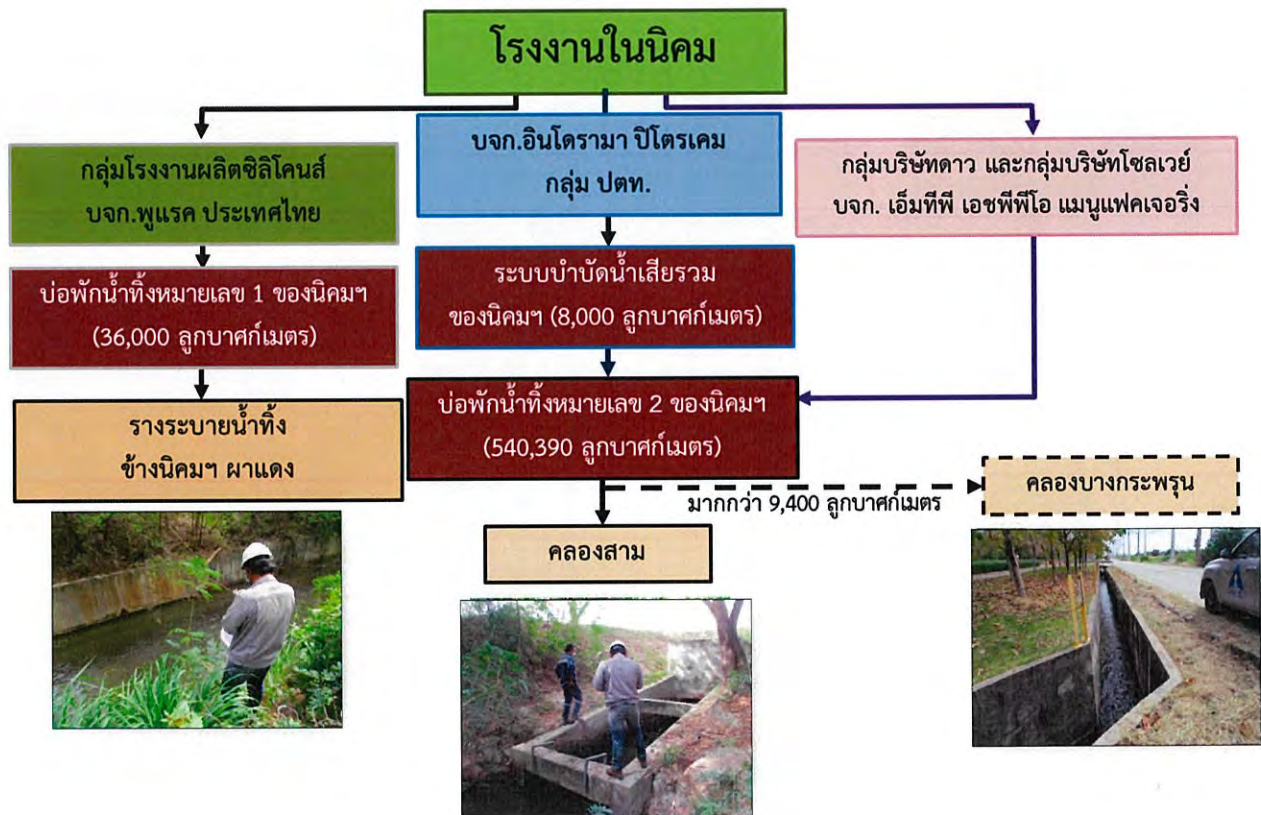 โรงงานในนิคม
กลุ่มโรงงานผลิตซิลิโคนส์
บจก.พูแรค ประเทศไทย
บจก.อินโดรามา ปิโตรเคม
กลุ่ม ปตท.
กลุ่มบริษัทดาว และกลุ่มบริษัทโซลเวย์
บจก. เอ็มทีพี เอชพีพีโอ แมนูแฟคเจอริ่ง
บ่อพักน้ำทิ้งหมายเลข 1 ของนิคมฯ
(36,000 ลูกบาศก์เมตร)
ระบบบำบัดน้ำเสียรวม
ของนิคมฯ (8,000 ลูกบาศก์เมตร)
บ่อพักน้ำทิ้งหมายเลข 2 ของนิคมฯ
(540,390 ลูกบาศก์เมตร)
รางระบายน้ำทิ้ง
ข้างนิคมฯ ผาแดง
มากกว่า 9,400 ลูกบาศก์เมตร
คลองบางกระพรุน
คลองสาม